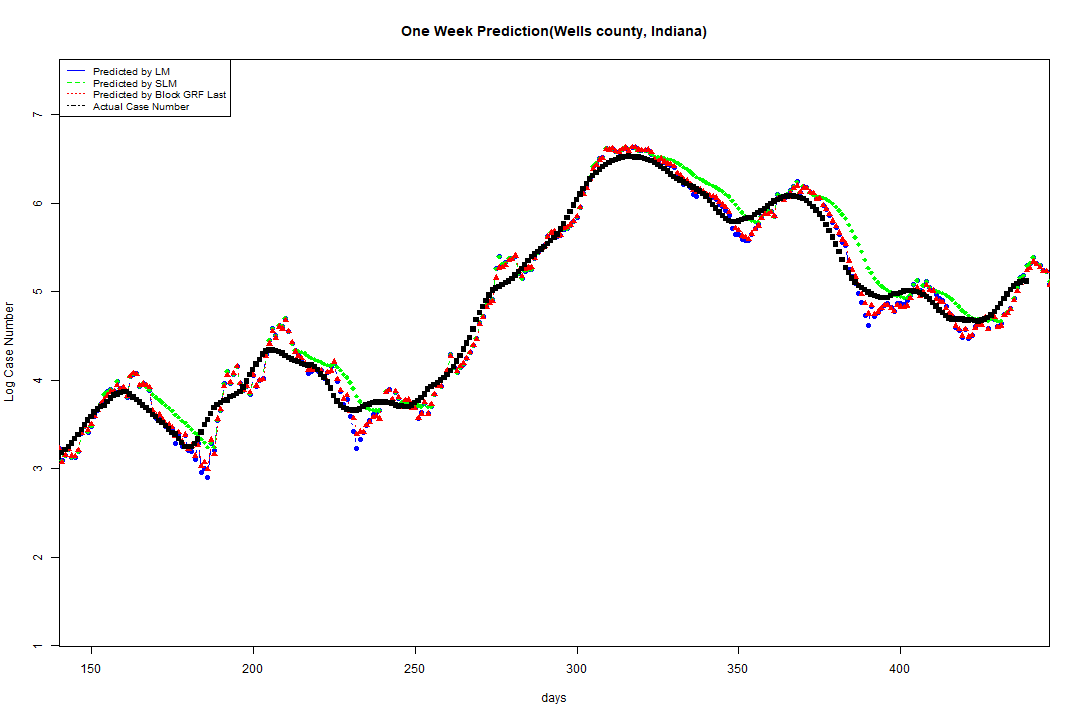 One Week Prediction(Wells county, Indiana)
Predicted by LM
Predicted by SLM
Predicted by Block GRF Last
Actual Case Number
Log Case Number
7
6
5
4
3
2
1
150 200 250 300 350 400
days